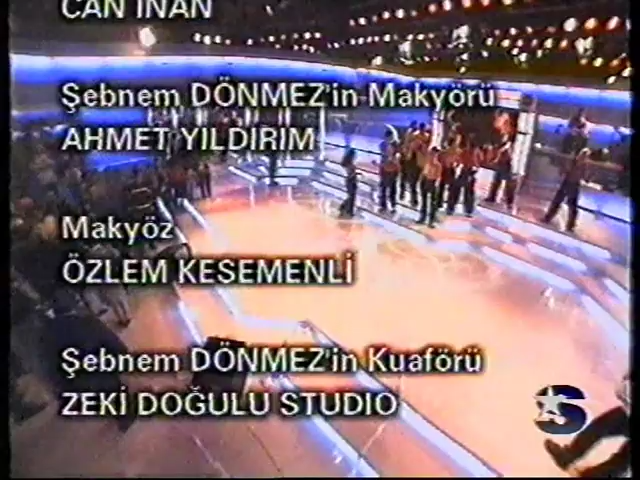 CAN İNAN
Şebnem DÖNMEZ'in Makyörü
AHMET YILDIRIM
Makyöz
ÖZLEM KESEMENLİ
Şebnem DÖNMEZ'in Kuaförü
ZEKİ DOĞULU STUDIO
S